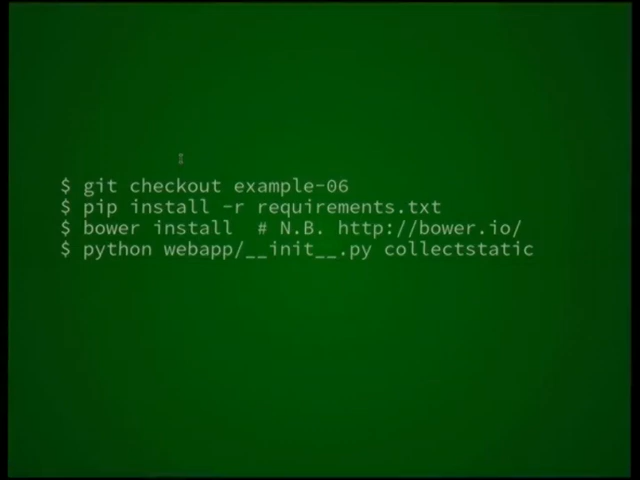 $ git checkout example-06
$ pip install -r requirements.txt
$ bower install  # N.B. http://bower.io/
$ python webapp/__init__.py collectstatic